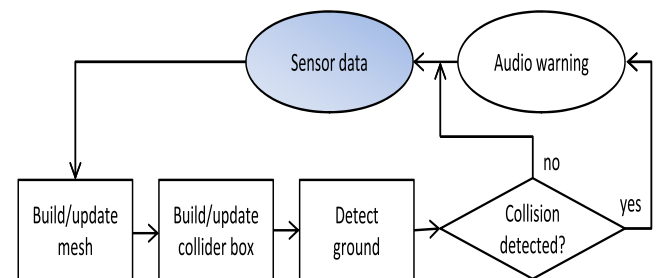 Sensor data
Audio warning
no
yes
Build/update
mesh
Build/update
collider box
Detect
ground
Collision
detected?